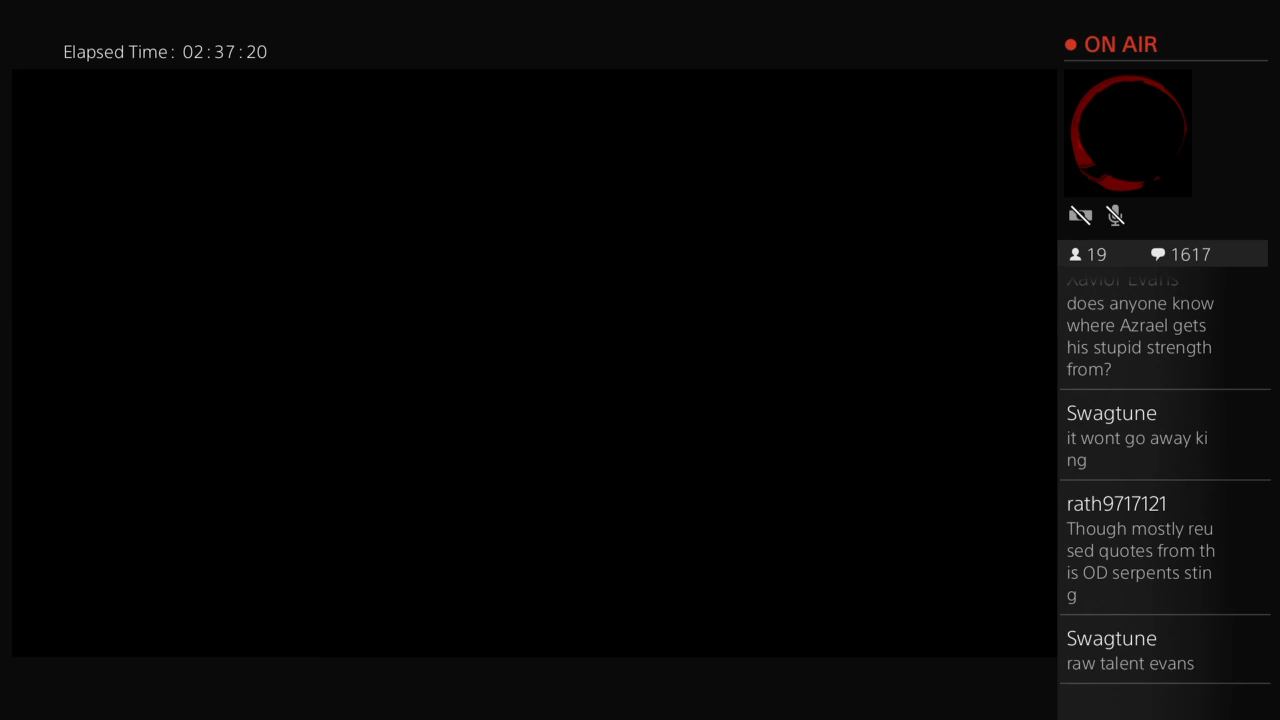 Elapsed Time: 02:37:20
ON AIR
19 1617
Xavior Evans
does anyone know
where Azrael gets
his stupid strength
from?
Swagtune
it wont go away ki
ng
rath9717121
Though mostly reu
sed quotes from th
is OD serpents stin
g
Swagtune
raw talent evans